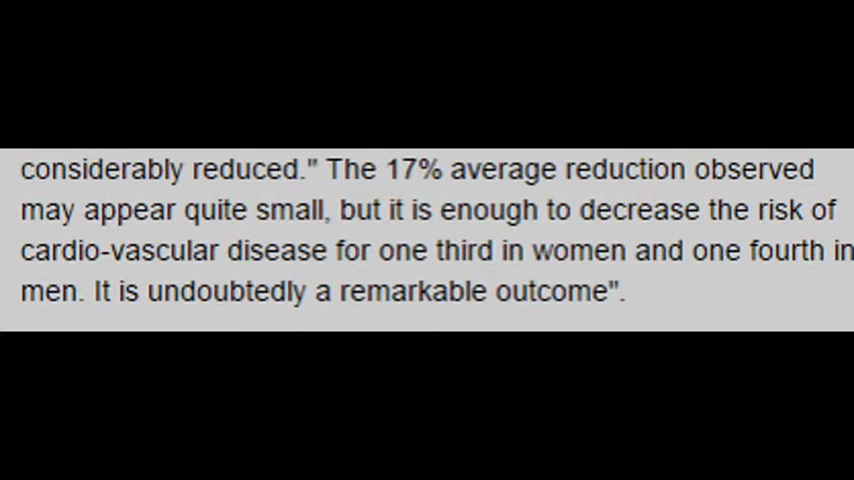 considerably reduced." The 17% average reduction observed
may appear quite small, but it is enough to decrease the risk of
cardio-vascular disease for one third in women and one fourth in
men. It is undoubtedly a remarkable outcome".